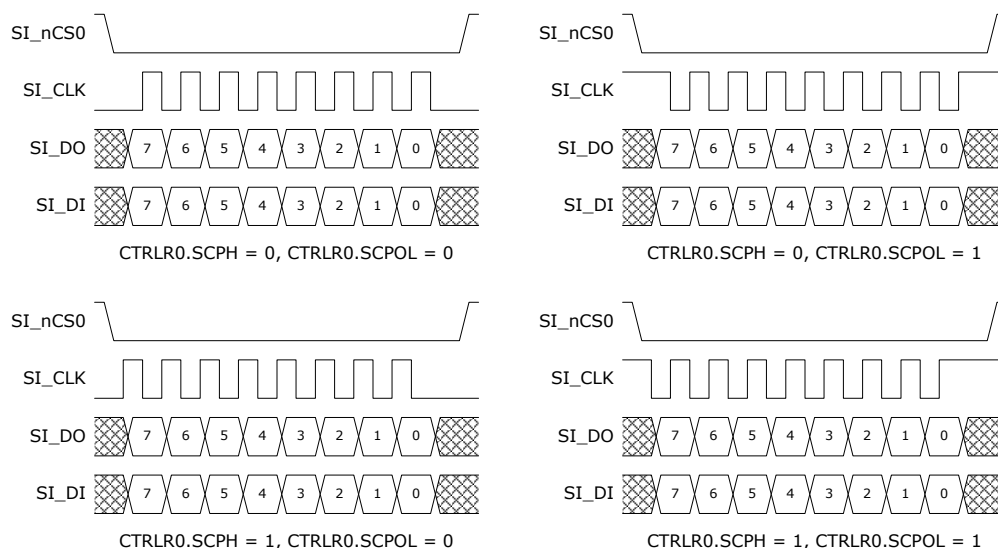 SI_nCS0
SI_CLK
SI_DO 7 6 5 4 3 2 1 0
SI_DI 7 6 5 4 3 2 1 0
CTRLR0.SCPH = 0, CTRLR0.SCPOL = 0
SI_nCS0
SI_CLK
SI_DO 7 6 5 4 3 2 1 0
SI_DI 7 6 5 4 3 2 1 0
CTRLR0.SCPH = 0, CTRLR0.SCPOL = 1
SI_nCS0
SI_CLK
SI_DO 7 6 5 4 3 2 1 0
SI_DI 7 6 5 4 3 2 1 0
CTRLR0.SCPH = 1, CTRLR0.SCPOL = 0
SI_nCS0
SI_CLK
SI_DO 7 6 5 4 3 2 1 0
SI_DI 7 6 5 4 3 2 1 0
CTRLR0.SCPH = 1, CTRLR0.SCPOL = 1